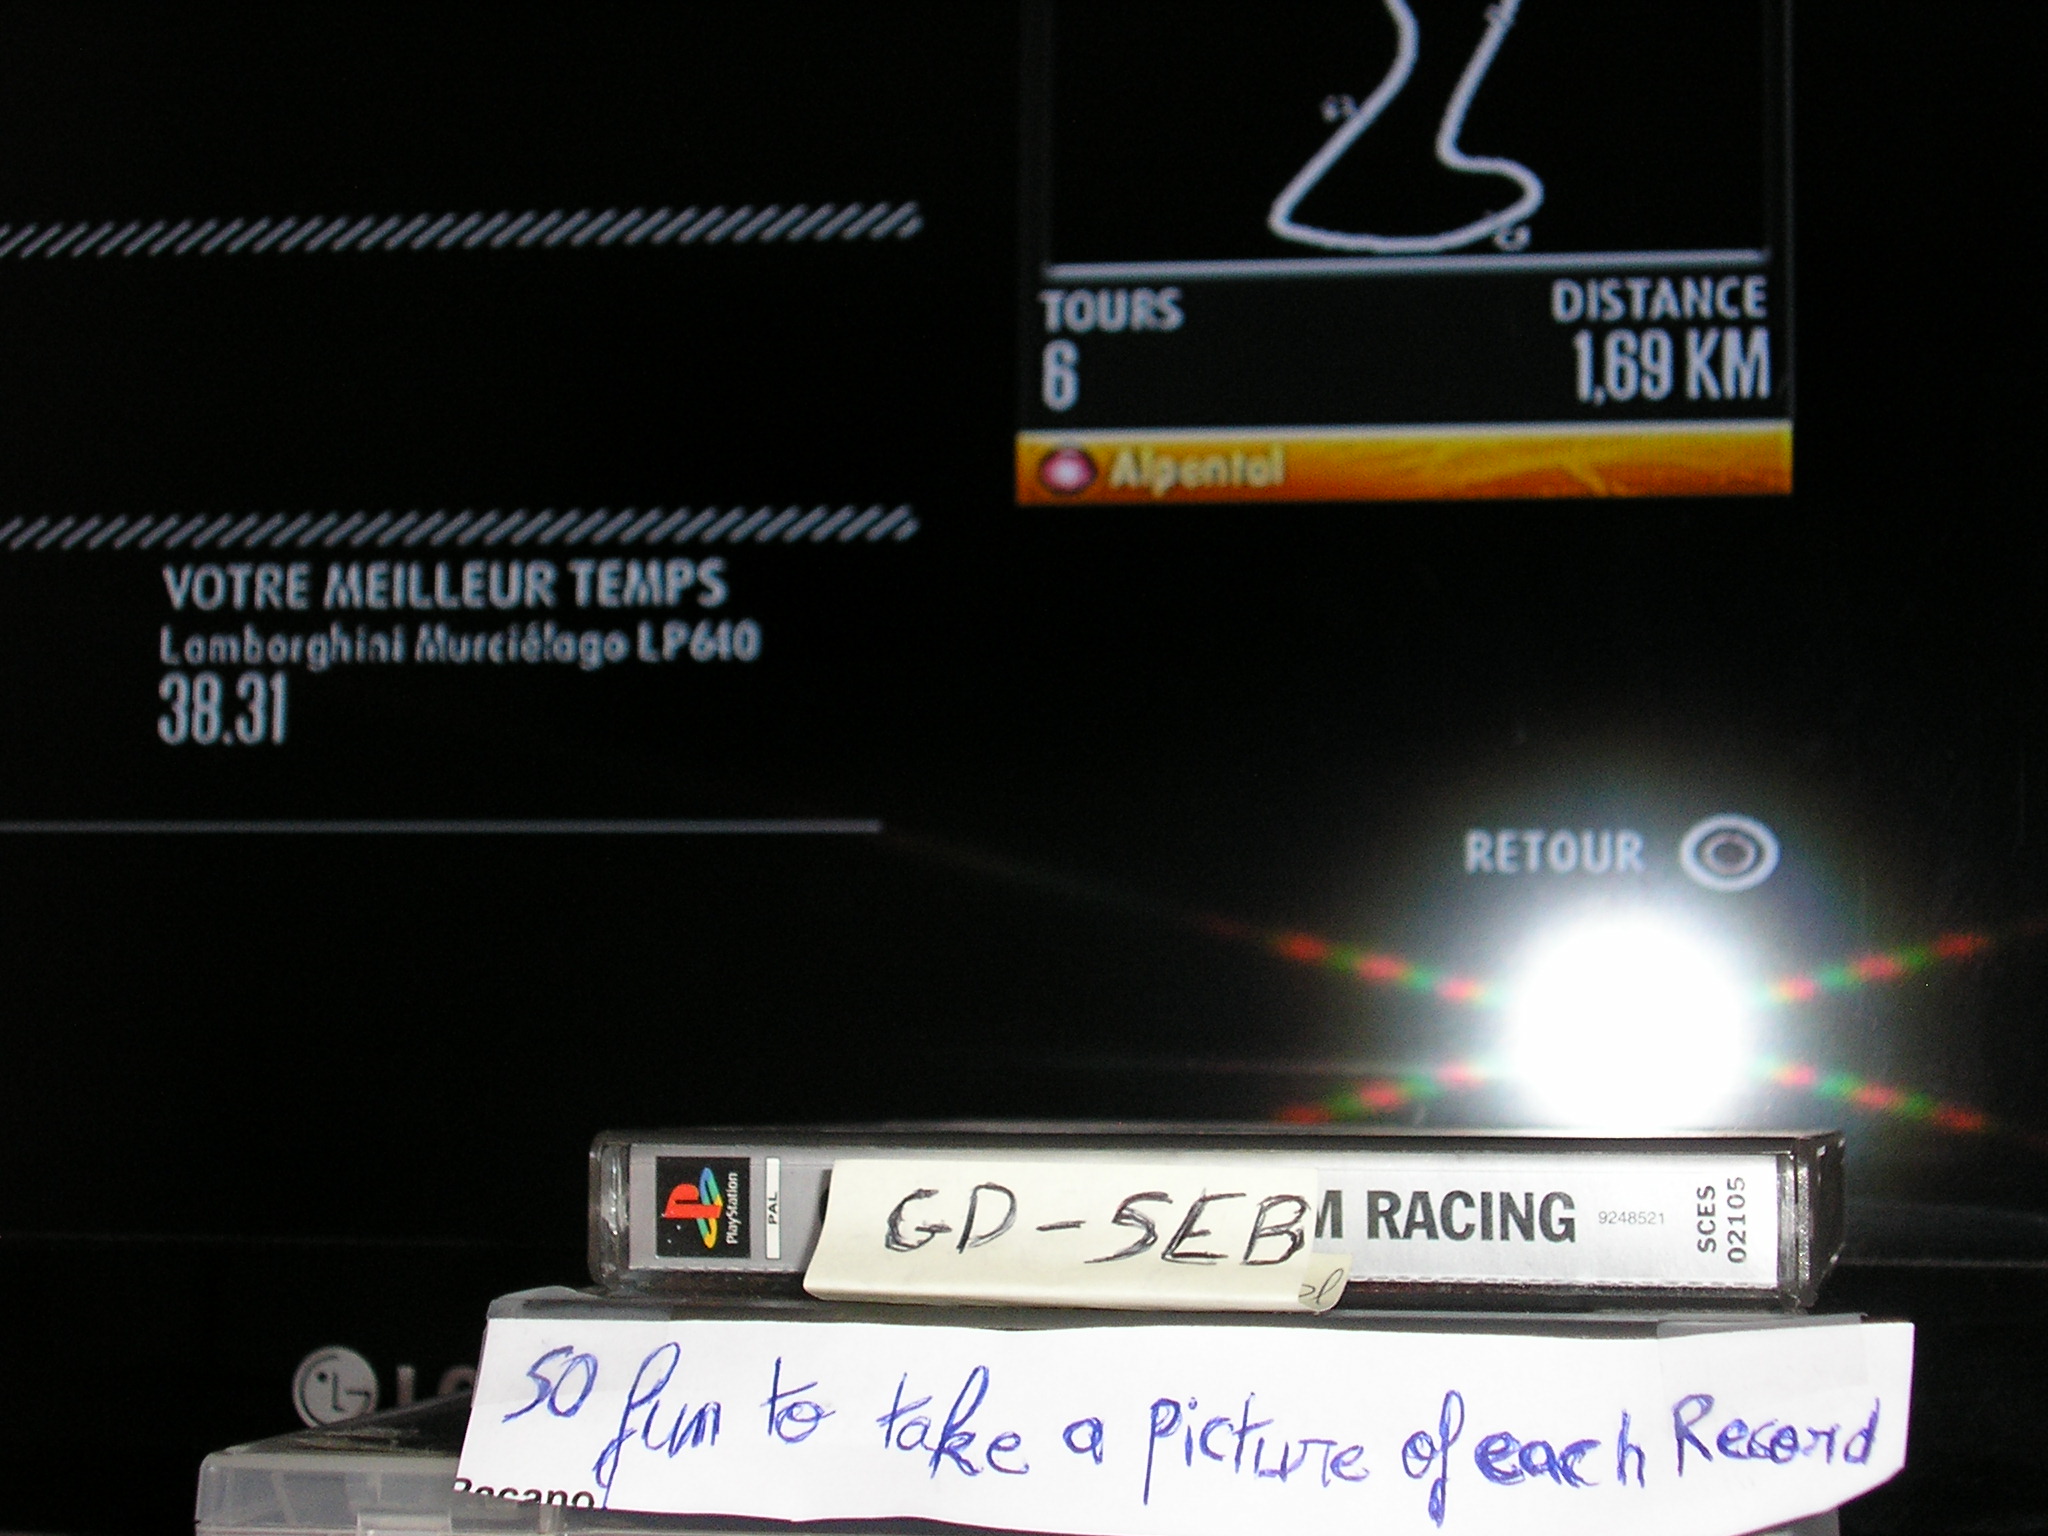 TOURS
DISTANCE
6
1,69 KM
Alpental
VOTRE MEILLEUR TEMPS
Lamborghini Murciélago LP640
38.31
RETOUR
PlayStation
PAL
GD-SEB
M RACING
9248521
SCES
02105
LG
SO fun to take a picture of each Record